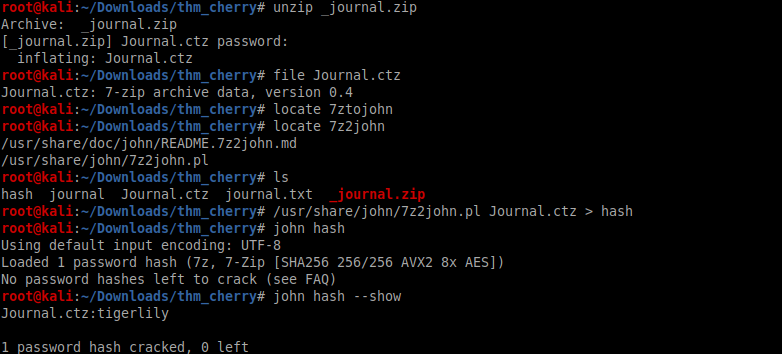 root@kali:~/Downloads/thm_cherry# unzip _journal.zip
Archive:  _journal.zip
[_journal.zip] Journal.ctz password:
  inflating: Journal.ctz
root@kali:~/Downloads/thm_cherry# file Journal.ctz
Journal.ctz: 7-zip archive data, version 0.4
root@kali:~/Downloads/thm_cherry# locate 7ztojohn
root@kali:~/Downloads/thm_cherry# locate 7z2john
/usr/share/doc/john/README.7z2john.md
/usr/share/john/7z2john.pl
root@kali:~/Downloads/thm_cherry# ls
hash  journal  Journal.ctz  journal.txt  _journal.zip
root@kali:~/Downloads/thm_cherry# /usr/share/john/7z2john.pl Journal.ctz > hash
root@kali:~/Downloads/thm_cherry# john hash
Using default input encoding: UTF-8
Loaded 1 password hash (7z, 7-Zip [SHA256 256/256 AVX2 8x AES])
No password hashes left to crack (see FAQ)
root@kali:~/Downloads/thm_cherry# john hash --show
Journal.ctz:tigerlily

1 password hash cracked, 0 left